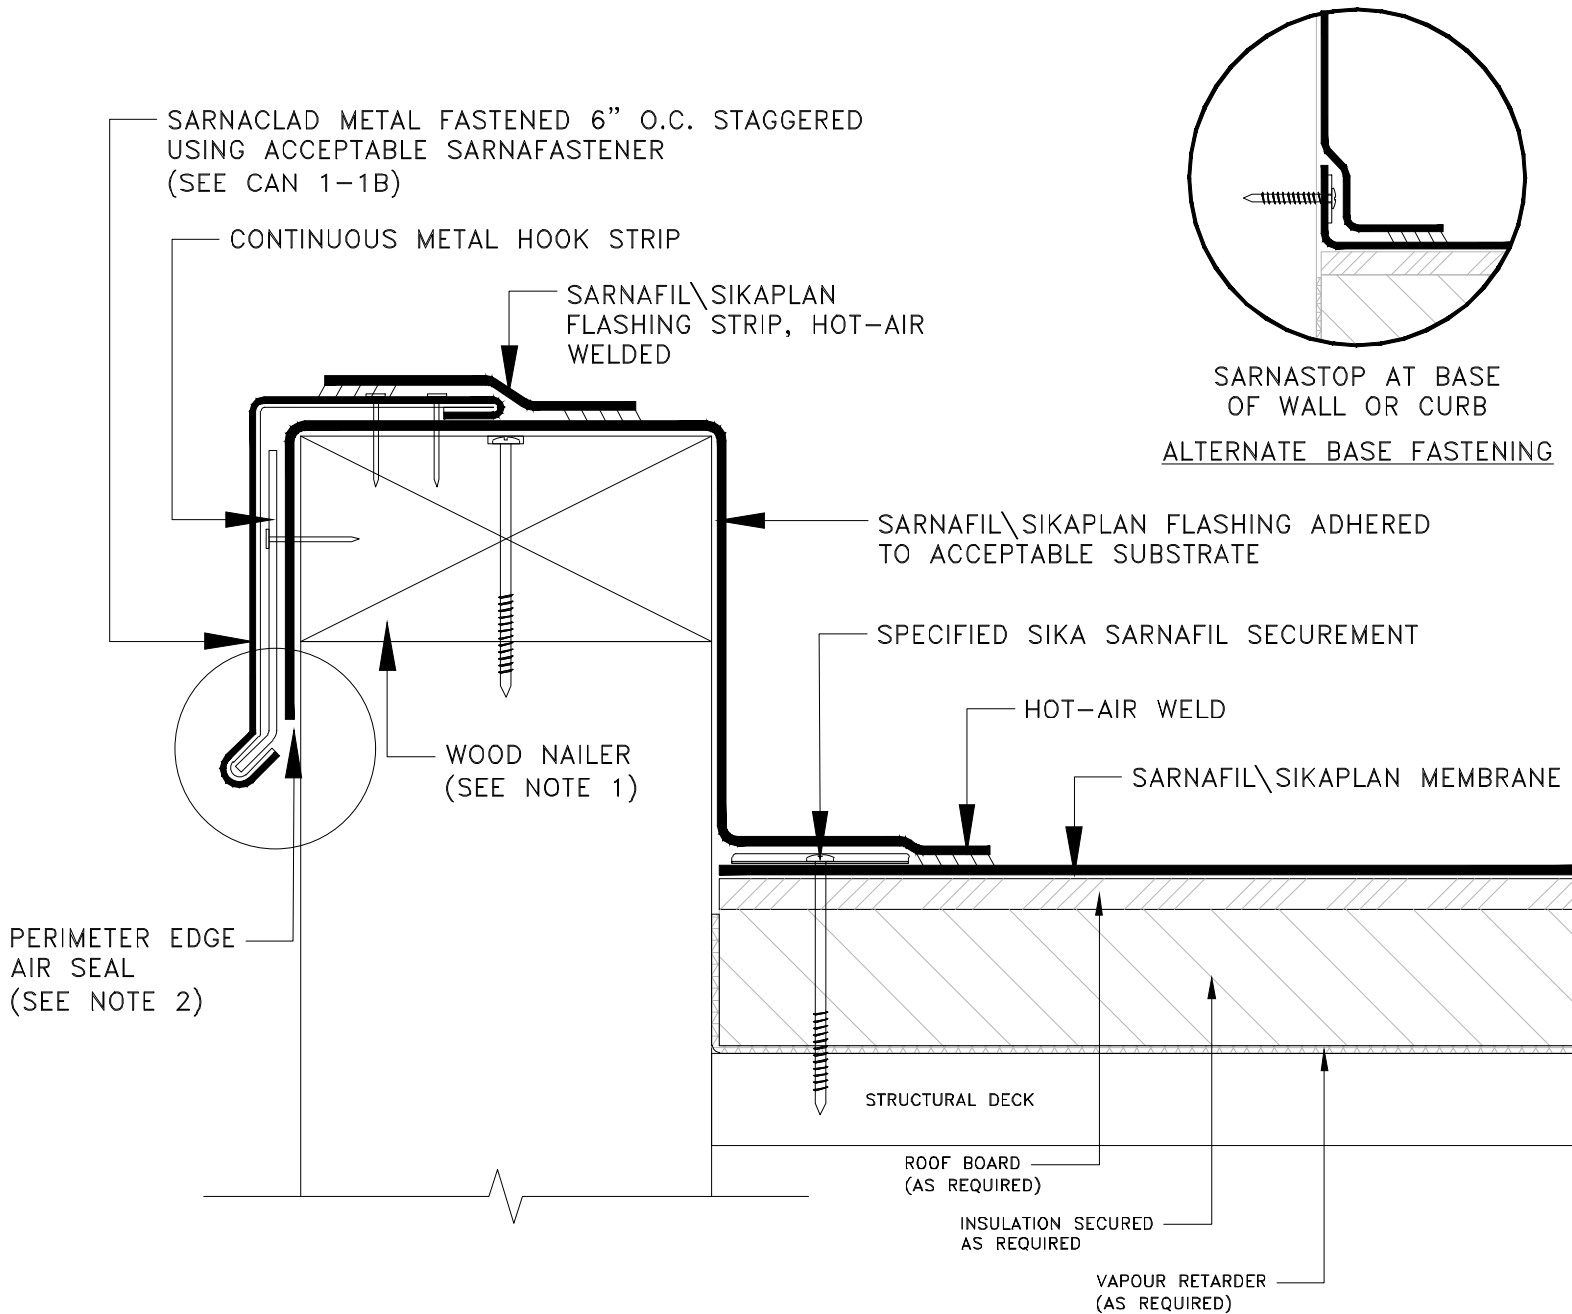 SARNACLAD METAL FASTENED 6” O.C. STAGGERED
USING ACCEPTABLE SARNAFASTENER
(SEE CAN 1-1B)
CONTINUOUS METAL HOOK STRIP
SARNAFIL\SIKAPLAN
FLASHING STRIP, HOT-AIR
WELDED
SARNASTOP AT BASE
OF WALL OR CURB
ALTERNATE BASE FASTENING
SARNAFIL\SIKAPLAN FLASHING ADHERED
TO ACCEPTABLE SUBSTRATE
SPECIFIED SIKA SARNAFIL SECUREMENT
HOT-AIR WELD
WOOD NAILER
(SEE NOTE 1)
SARNAFIL\SIKAPLAN MEMBRANE
PERIMETER EDGE
AIR SEAL
(SEE NOTE 2)
STRUCTURAL DECK
ROOF BOARD
(AS REQUIRED)
INSULATION SECURED
AS REQUIRED
VAPOUR RETARDER
(AS REQUIRED)